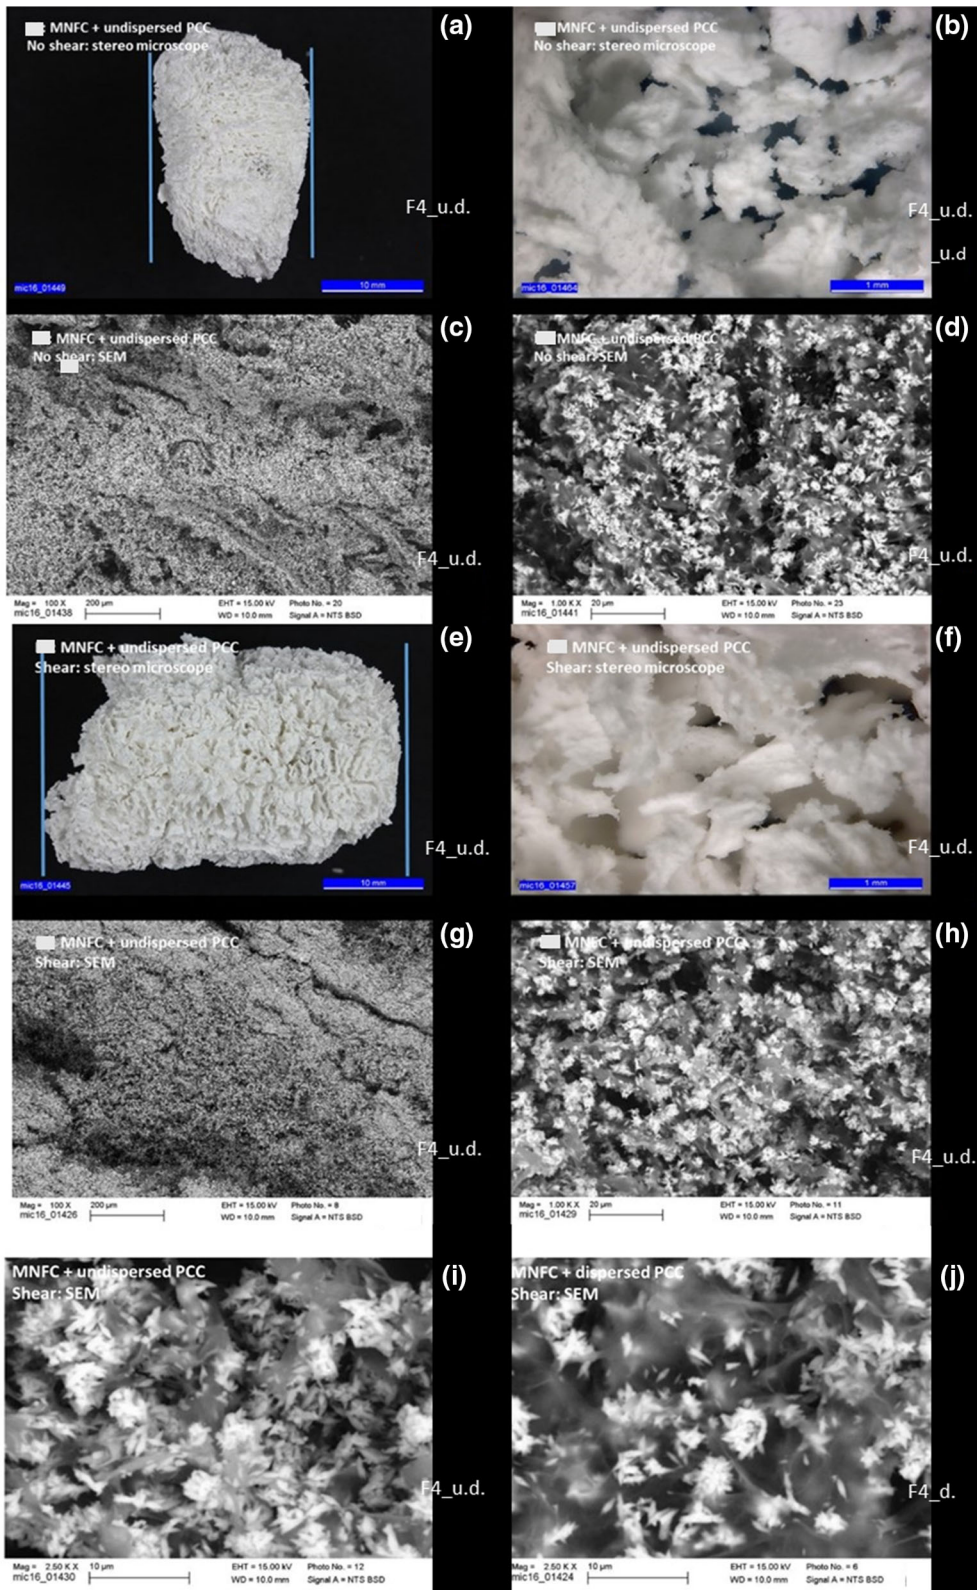 : MNFC + undispersed PCC
No shear: stereo microscope
(a)
F4_u.d.
mic16_01449
10 mm
MNFC + undispersed PCC
No shear: stereo microscope
(b)
F4_u.d.
_u.d
mic16_01464
1 mm
: MNFC + undispersed PCC
No shear: SEM
(c)
F4_u.d.
Mag = 100 X 200 µm EHT = 15.00 kV Photo No. = 20
mic16_01438 WD = 10.0 mm Signal A = NTS BSD
MNFC + undispersed PCC
No shear: SEM
(d)
F4_u.d.
Mag = 1.00 K X 20 µm EHT = 15.00 kV Photo No. = 23
mic16_01441 WD = 10.0 mm Signal A = NTS BSD
MNFC + undispersed PCC
Shear: stereo microscope
(e)
F4_u.d.
mic16_01445
10 mm
MNFC + undispersed PCC
Shear: stereo microscope
(f)
F4_u.d.
mic16_01457
1 mm
MNFC + undispersed PCC
Shear: SEM
(g)
F4_u.d.
Mag = 100 X 200 µm EHT = 15.00 kV Photo No. = 8
mic16_01426 WD = 10.0 mm Signal A = NTS BSD
MNFC + undispersed PCC
Shear: SEM
(h)
F4_u.d.
Mag = 1.00 K X 20 µm EHT = 15.00 kV Photo No. = 11
mic16_01429 WD = 10.0 mm Signal A = NTS BSD
MNFC + undispersed PCC
Shear: SEM
(i)
F4_u.d.
Mag = 2.50 K X 10 µm EHT = 15.00 kV Photo No. = 12
mic16_01430 WD = 10.0 mm Signal A = NTS BSD
MNFC + dispersed PCC
Shear: SEM
(j)
F4_d.
Mag = 2.50 K X 10 µm EHT = 15.00 kV Photo No. = 6
mic16_01424 WD = 10.0 mm Signal A = NTS BSD